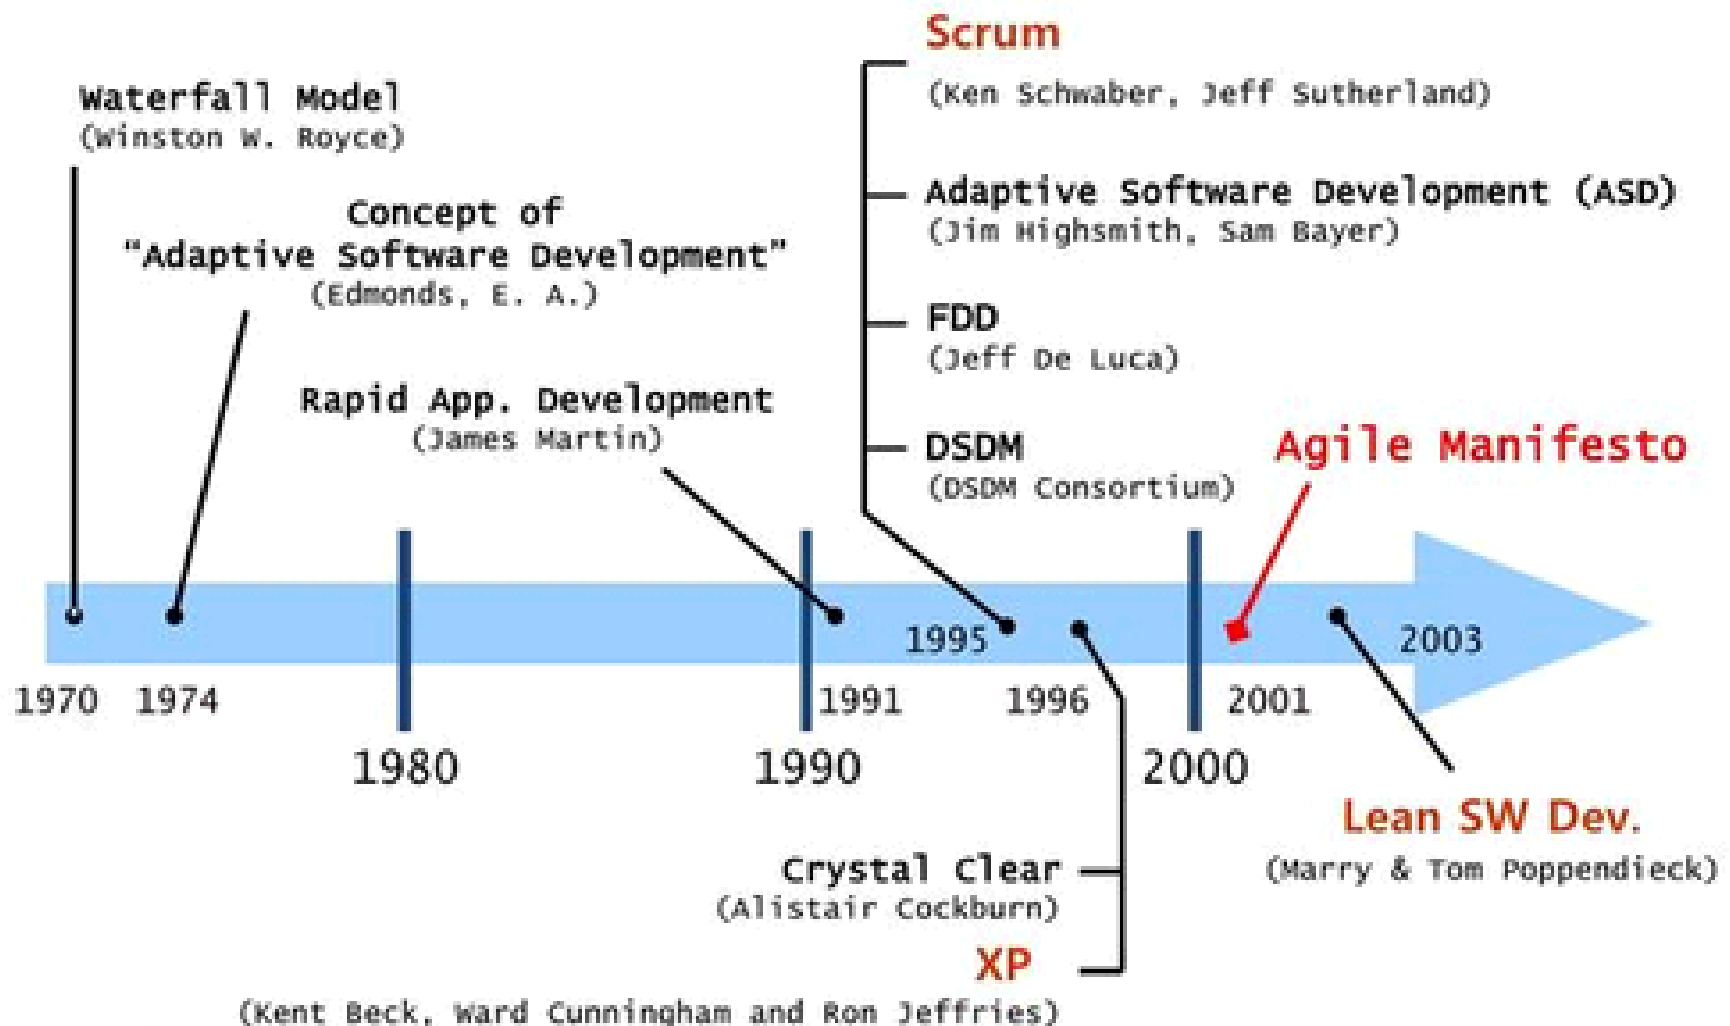 Scrum
(Ken Schwaber, Jeff Sutherland)
Waterfall Model
(Winston W. Royce)
Adaptive Software Development (ASD)
(Jim Highsmith, Sam Bayer)
Concept of
"Adaptive Software Development"
(Edmonds, E. A.)
FDD
(Jeff De Luca)
Rapid App. Development
(James Martin)
DSDM
(DSDM Consortium)
Agile Manifesto
1995
2003
1970
1974
1991
1996
2001
1980
1990
2000
Lean SW Dev.
(Marry & Tom Poppendieck)
Crystal Clear
(Alistair Cockburn)
XP
(Kent Beck, Ward Cunningham and Ron Jeffries)